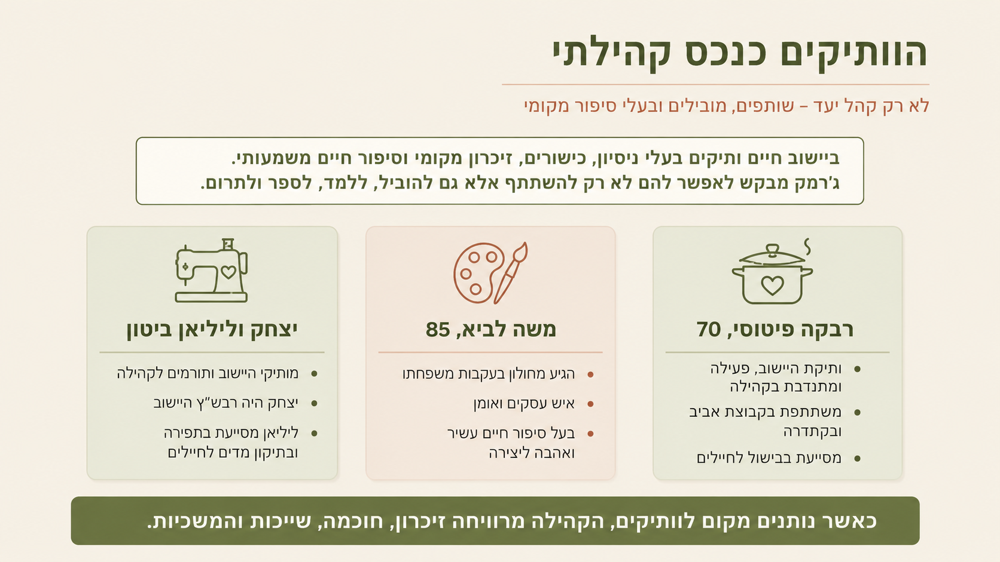 הוותיקים כנכס קהילתי
לא רק קהל יעד – שותפים, מובילים ובעלי סיפור מקומי
ביישוב חיים ותיקים בעלי ניסיון, כישורים, זיכרון מקומי וסיפור חיים משמעותי.
ג'רמק מבקש לאפשר להם לא רק להשתתף אלא גם להוביל, ללמד, לספר ולתרום.
רבקה פיטוסי, 70
ותיקת היישוב, פעילה
ומתנדבת בקהילה
משתתפת בקבוצת אביב
ובקתדרה
מסייעת בבישול לחיילים
משה לביא, 85
הגיע מחולון בעקבות משפחתו
איש עסקים ואומן
בעל סיפור חיים עשיר
ואהבה ליצירה
יצחק וליליאן ביטון
מותיקי היישוב ותורמים לקהילה
יצחק היה רבש"ץ היישוב
ליליאן מסייעת בתפירה
ובתיקון מדים לחיילים
כאשר נותנים מקום לוותיקים, הקהילה מרוויחה זיכרון, חוכמה, שייכות והמשכיות.